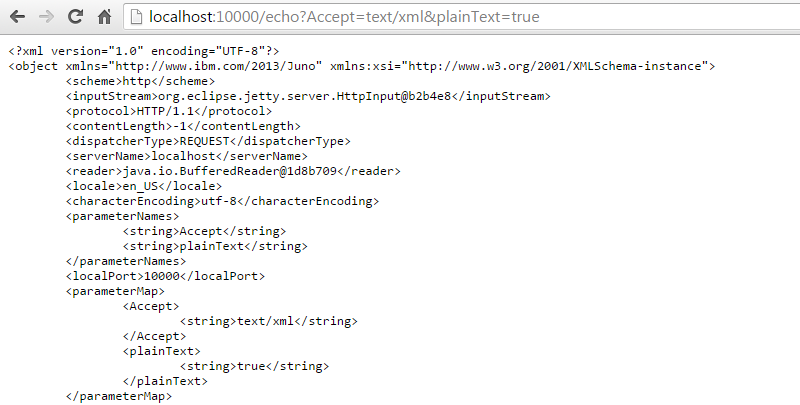 localhost:10000/echo?Accept=text/xml&plainText=true
<?xml version="1.0" encoding="UTF-8"?>
<object xmlns="http://www.ibm.com/2013/Juno" xmlns:xsi="http://www.w3.org/2001/XMLSchema-instance">
<scheme>http</scheme>
<inputStream>org.eclipse.jetty.server.HttpInput@b2b4e8</inputStream>
<protocol>HTTP/1.1</protocol>
<contentLength>-1</contentLength>
<dispatcherType>REQUEST</dispatcherType>
<serverName>localhost</serverName>
<reader>java.io.BufferedReader@1d8b709</reader>
<locale>en_US</locale>
<characterEncoding>utf-8</characterEncoding>
<parameterNames>
<string>Accept</string>
<string>plainText</string>
</parameterNames>
<localPort>10000</localPort>
<parameterMap>
<Accept>
<string>text/xml</string>
</Accept>
<plainText>
<string>true</string>
</plainText>
</parameterMap>